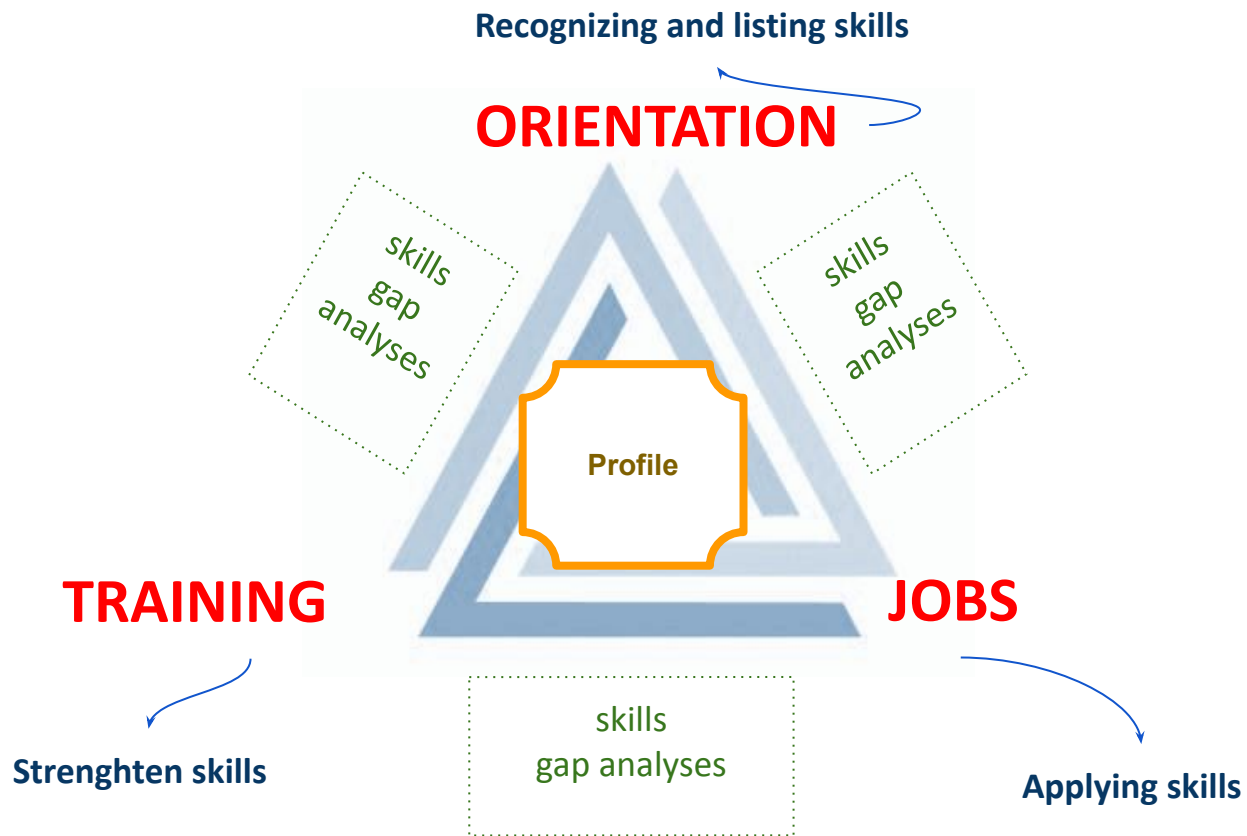 Recognizing and listing skills
ORIENTATION
skills
gap
analyses
skills
gap
analyses
Profile
TRAINING
JOBS
skills
gap analyses
Strenghten skills
Applying skills